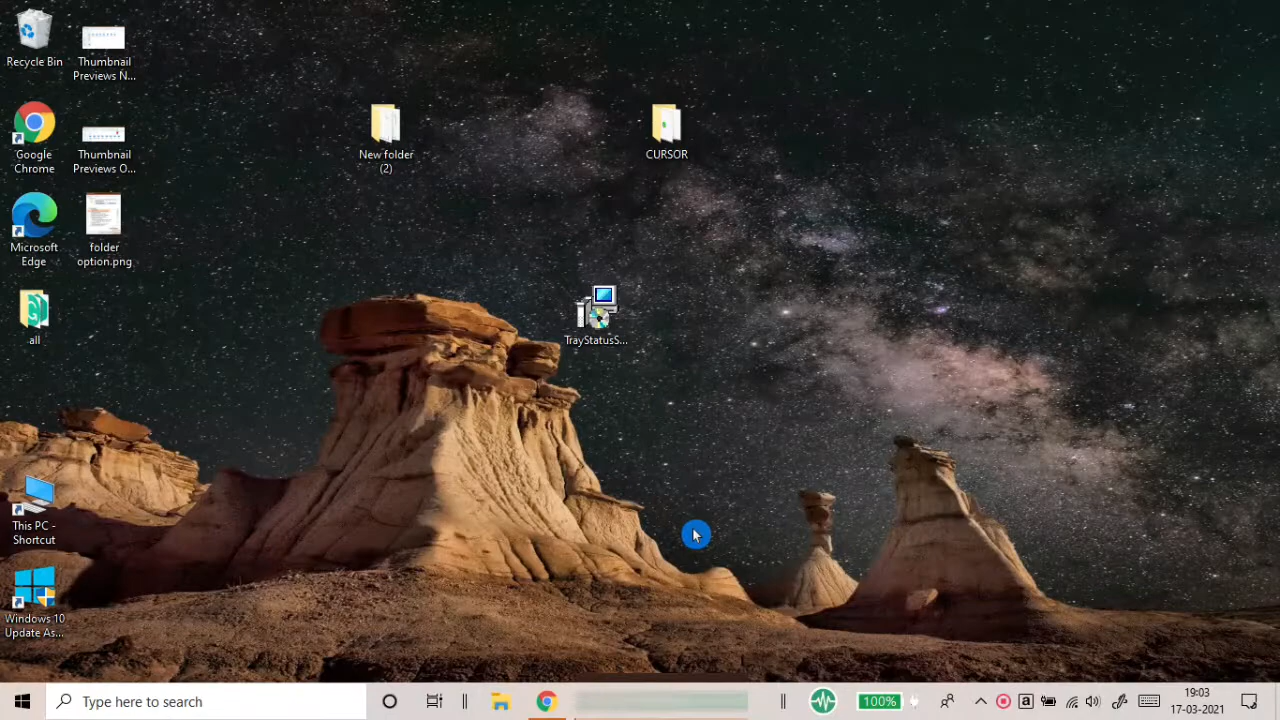 Recycle Bin
Thumbnail
Previews N...
Google
Chrome
Thumbnail
Previews O...
New folder
(2)
CURSOR
Microsoft
Edge
folder
option.png
all
TrayStatusS...
This PC -
Shortcut
Windows 10
Update As...
Type here to search
100%
a
19:03
17-03-2021